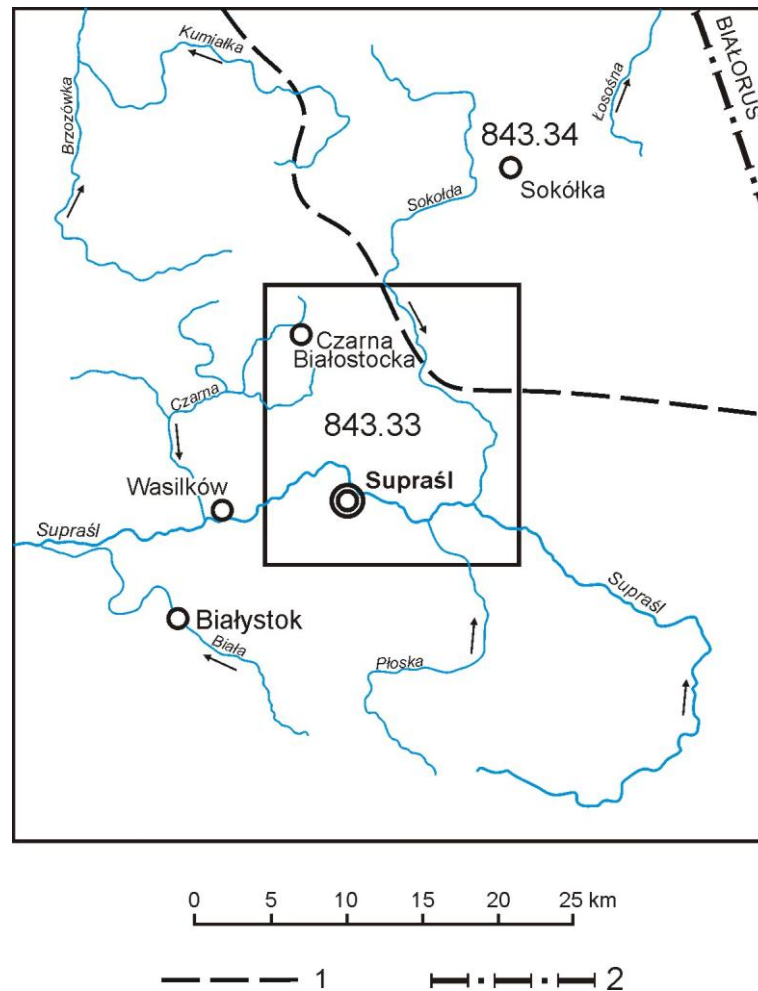 Kumiałka
BIAŁORUŚ
Brzozówka
Łosośna
843.34
Sokółka
Sokołda
Czarna
Białostocka
Czarna
843.33
Wasilków
Supraśl
Supraśl
Supraśl
Białystok
Biała
Płoska
0 5 10 15 20 25 km
1
2